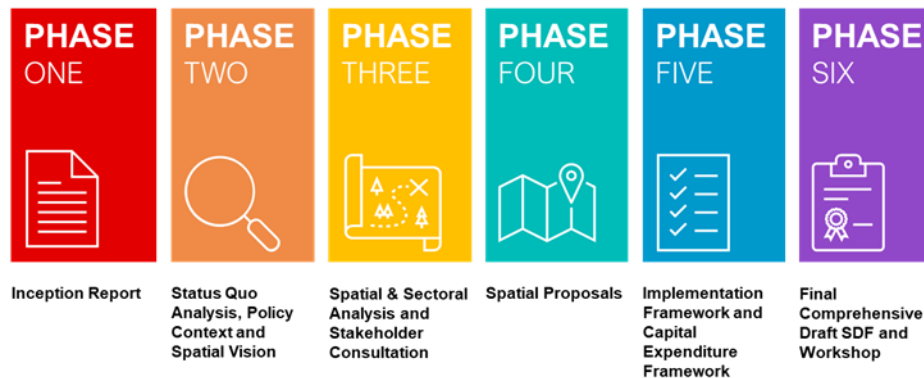 PHASE
ONE
PHASE
TWO
PHASE
THREE
PHASE
FOUR
PHASE
FIVE
PHASE
SIX
Inception Report
Status Quo
Analysis, Policy
Context and
Spatial Vision
Spatial & Sectoral
Analysis and
Stakeholder
Consultation
Spatial Proposals
Implementation
Framework and
Capital
Expenditure
Framework
Final
Comprehensive
Draft SDF and
Workshop